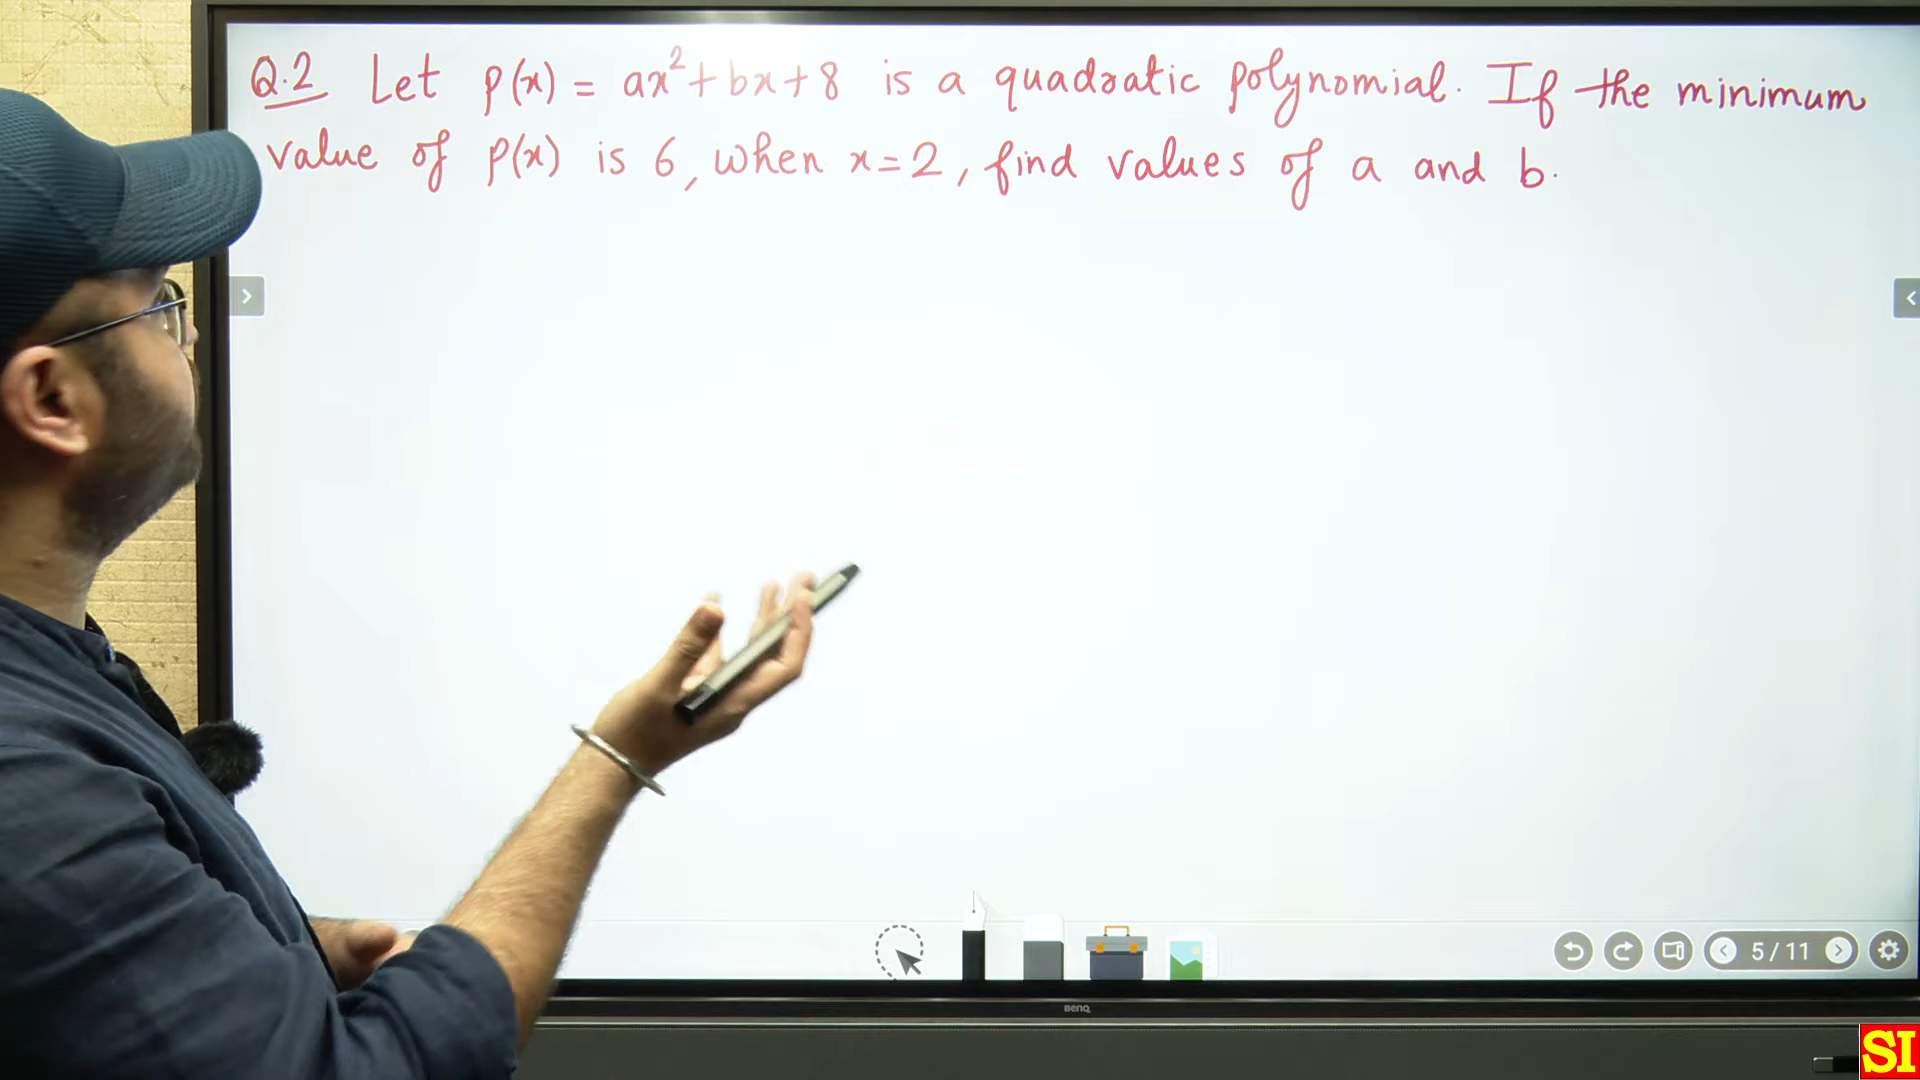 Q.2 Let p(x) = ax²+bx+8 is a quadratic polynomial. If the minimum
value of p(x) is 6, when x=2, find values of a and b.
5/11
BenQ
SI